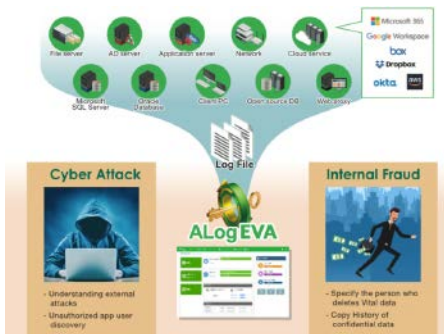 Microsoft 365
Google Workspace
box
Dropbox
okta
aws
File server
AD server
Application server
Network
Cloud service
Microsoft
SQL Server
Oracle
Database
Client PC
Open source DB
Web proxy
Log File
ALog EVA
Cyber Attack
- Understanding external
attacks
- Unauthorized app user
discovery
Internal Fraud
- Specify the person who
deletes Vital data
- Copy History of
confidential data